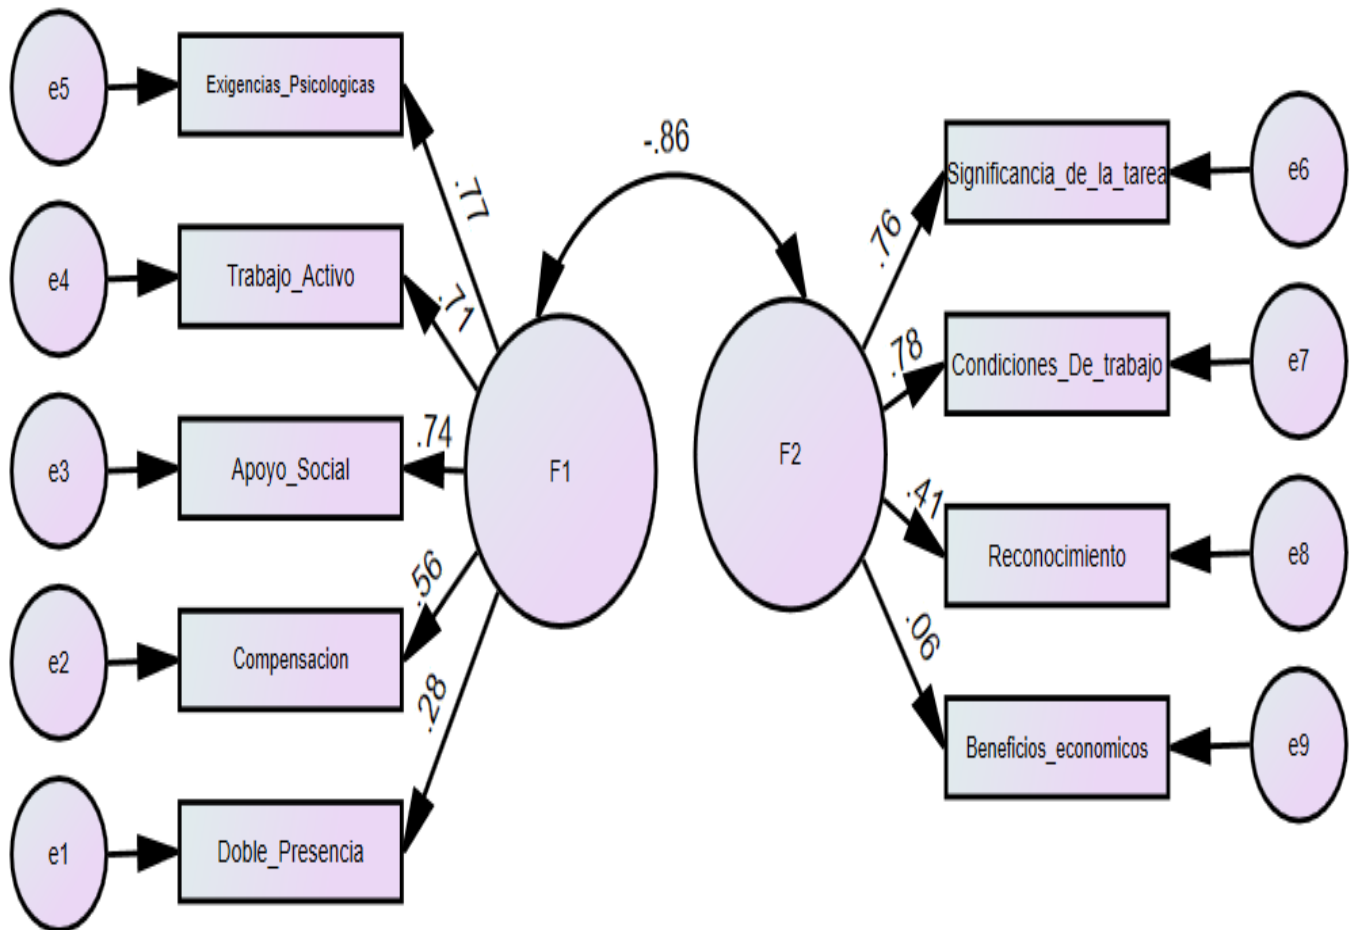 e5
Exigencias_Psicologicas
.77
e4
Trabajo_Activo
.71
e3
Apoyo_Social
.74
e2
Compensacion
.56
e1
Doble_Presencia
.28
F1
-.86
F2
.76
Significancia_de_la_tarea
e6
.78
Condiciones_De_trabajo
e7
.41
Reconocimiento
e8
.06
Beneficios_economicos
e9